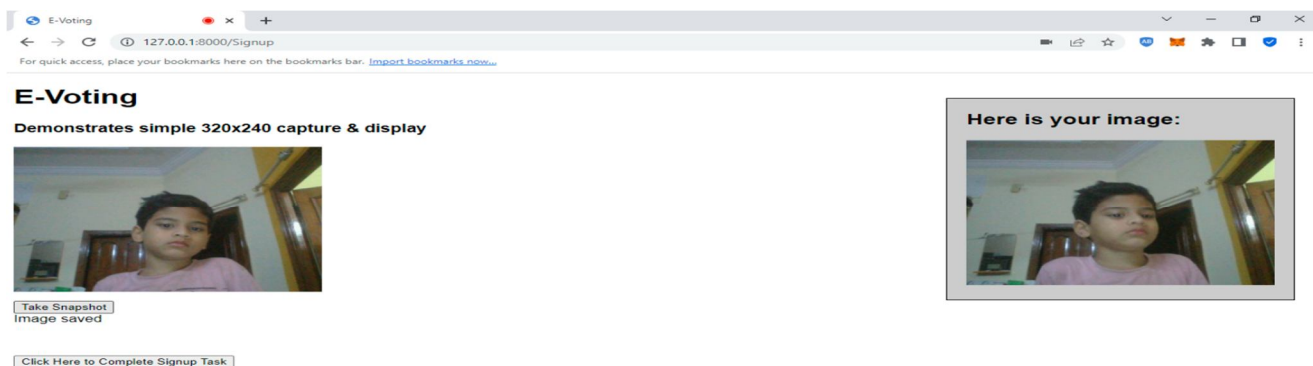 E-Voting
127.0.0.1:8000/Signup
For quick access, place your bookmarks here on the bookmarks bar. Import bookmarks now...
E-Voting
Demonstrates simple 320x240 capture & display
Here is your image:
Take Snapshot
Image saved
Click Here to Complete Signup Task